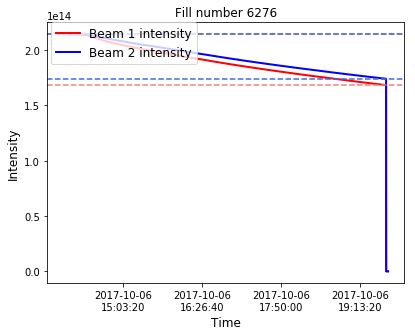 Fill number 6276
1e14
Beam 1 intensity
Beam 2 intensity
2.0
1.5
1.0
0.5
0.0
Intensity
2017-10-06 2017-10-06 2017-10-06 2017-10-06
15:03:20 16:26:40 17:50:00 19:13:20
Time